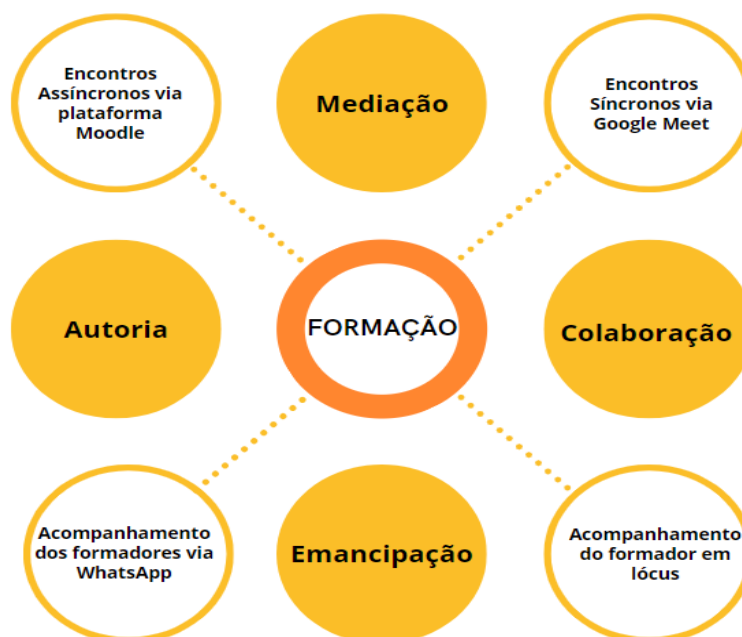 Encontros
Assíncronos via
plataforma
Moodle
Mediação
Encontros
Síncronos via
Google Meet
Autoria
FORMAÇÃO
Colaboração
Acompanhamento
dos formadores via
WhatsApp
Emancipação
Acompanhamento
do formador em
lócus